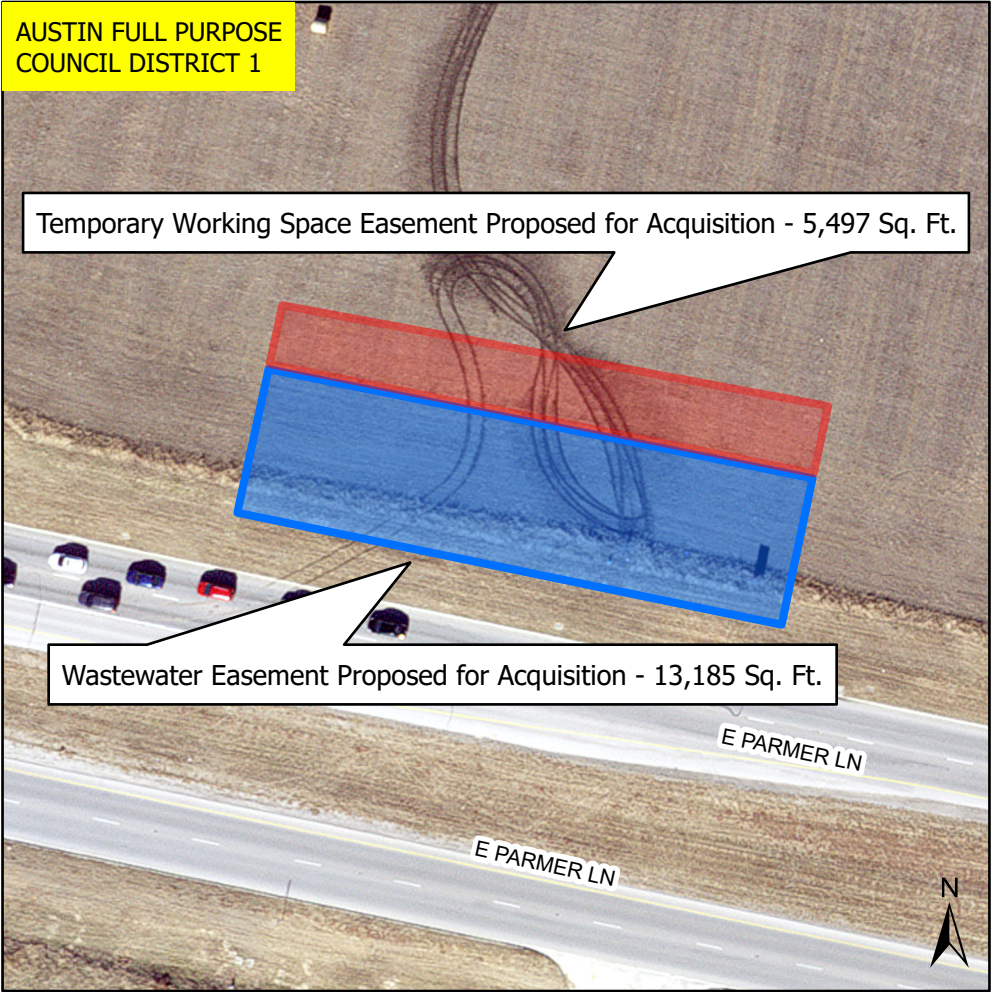 AUSTIN FULL PURPOSE
COUNCIL DISTRICT 1
Temporary Working Space Easement Proposed for Acquisition - 5,497 Sq. Ft.
Wastewater Easement Proposed for Acquisition - 13,185 Sq. Ft.
E PARMER LN
E PARMER LN
N